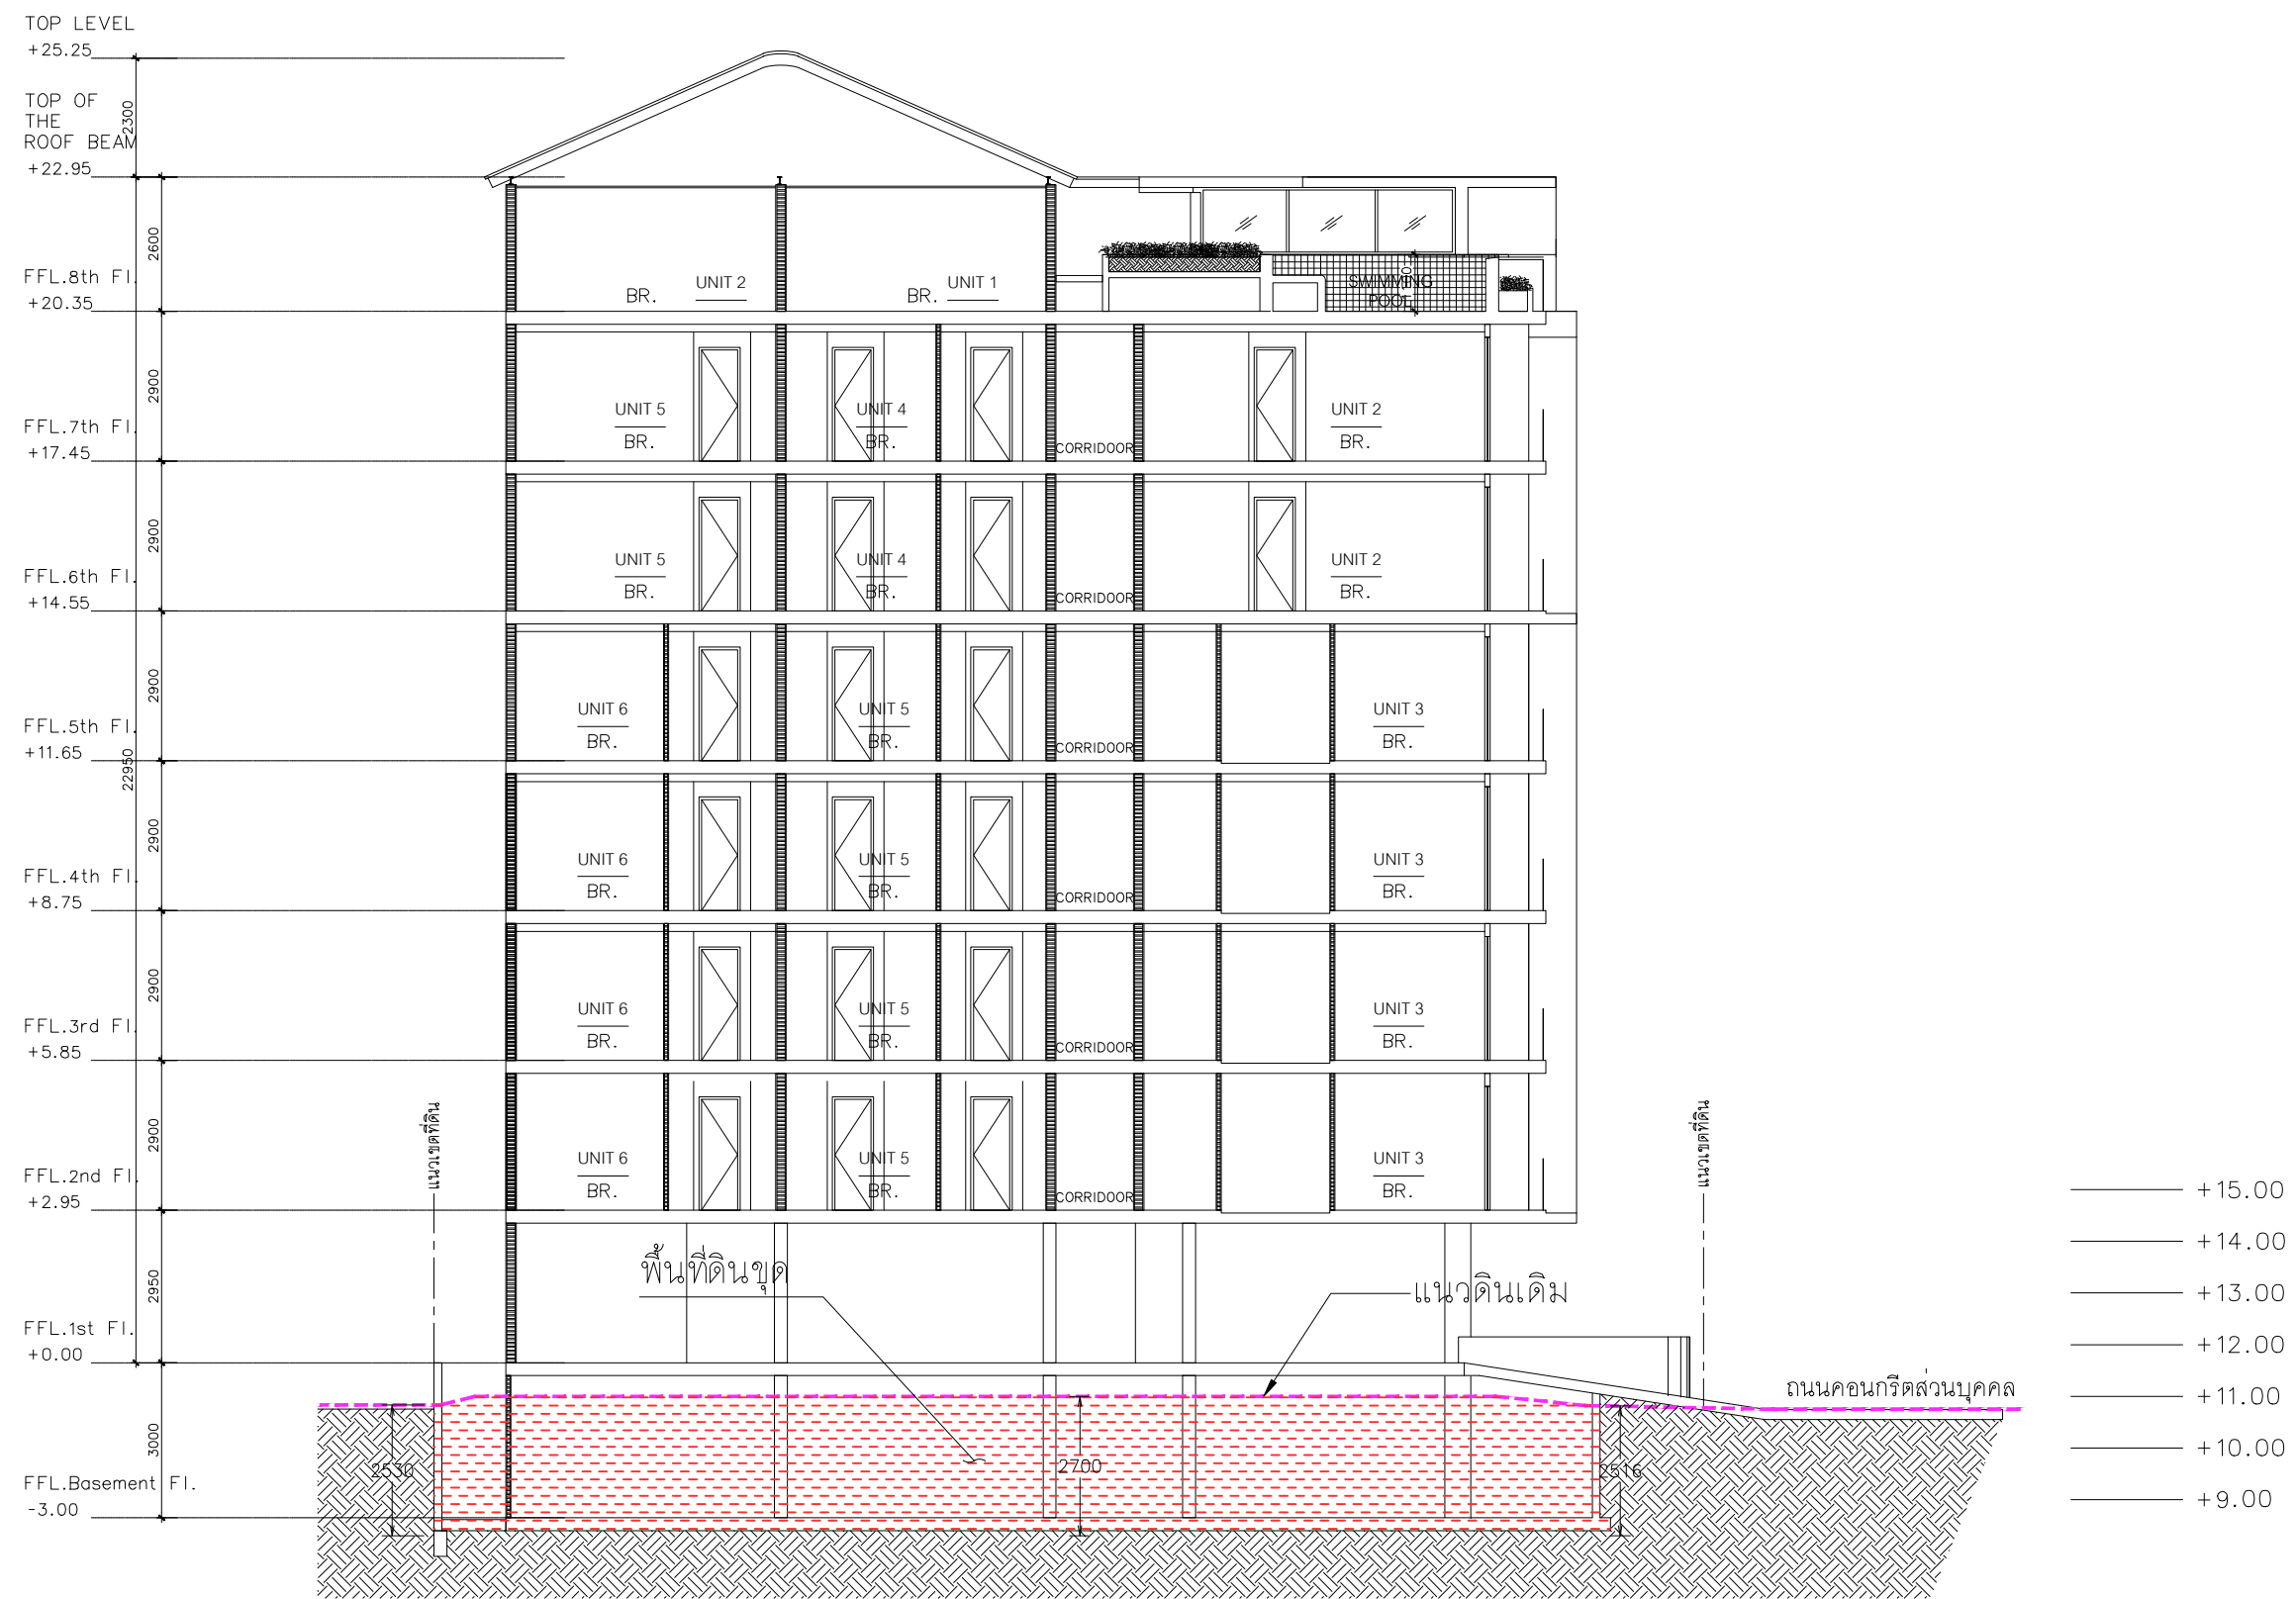 TOP LEVEL
+25.25
TOP OF
THE
ROOF BEAM
+22.95
2300
2600
FFL.8th Fl.
+20.35
UNIT 2
BR.
UNIT 1
BR.
SWIMMING
POOL
2900
FFL.7th Fl.
+17.45
UNIT 5
BR.
UNIT 4
BR.
CORRIDOOR
UNIT 2
BR.
2900
FFL.6th Fl.
+14.55
UNIT 5
BR.
UNIT 4
BR.
CORRIDOOR
UNIT 2
BR.
2900
FFL.5th Fl.
+11.65
22950
UNIT 6
BR.
UNIT 5
BR.
CORRIDOOR
UNIT 3
BR.
2900
FFL.4th Fl.
+8.75
UNIT 6
BR.
UNIT 5
BR.
CORRIDOOR
UNIT 3
BR.
2900
FFL.3rd Fl.
+5.85
UNIT 6
BR.
UNIT 5
BR.
CORRIDOOR
UNIT 3
BR.
2900
FFL.2nd Fl.
+2.95
แนวเขตที่ดิน
UNIT 6
BR.
UNIT 5
BR.
CORRIDOOR
UNIT 3
BR.
แนวเขตที่ดิน
2950
FFL.1st Fl.
+0.00
พื้นที่ดินขุด
แนวดินเดิม
ถนนคอนกรีตส่วนบุคคล
3000
FFL.Basement Fl.
-3.00
2530
2700
2516
+15.00
+14.00
+13.00
+12.00
+11.00
+10.00
+9.00